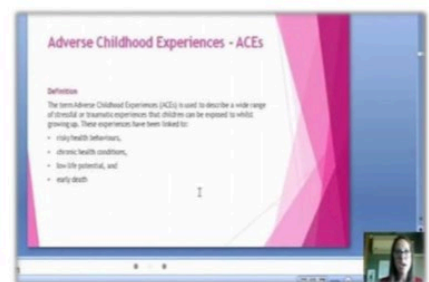 Adverse Childhood Experiences - ACEs
Definition
The term Adverse Childhood Experiences (ACEs) is used to describe a wide range
of stressful or traumatic experiences that children can be exposed to whilst
growing up. These experiences have been linked to:
• risky health behaviours,
• chronic health conditions,
• low life potential, and
• early death